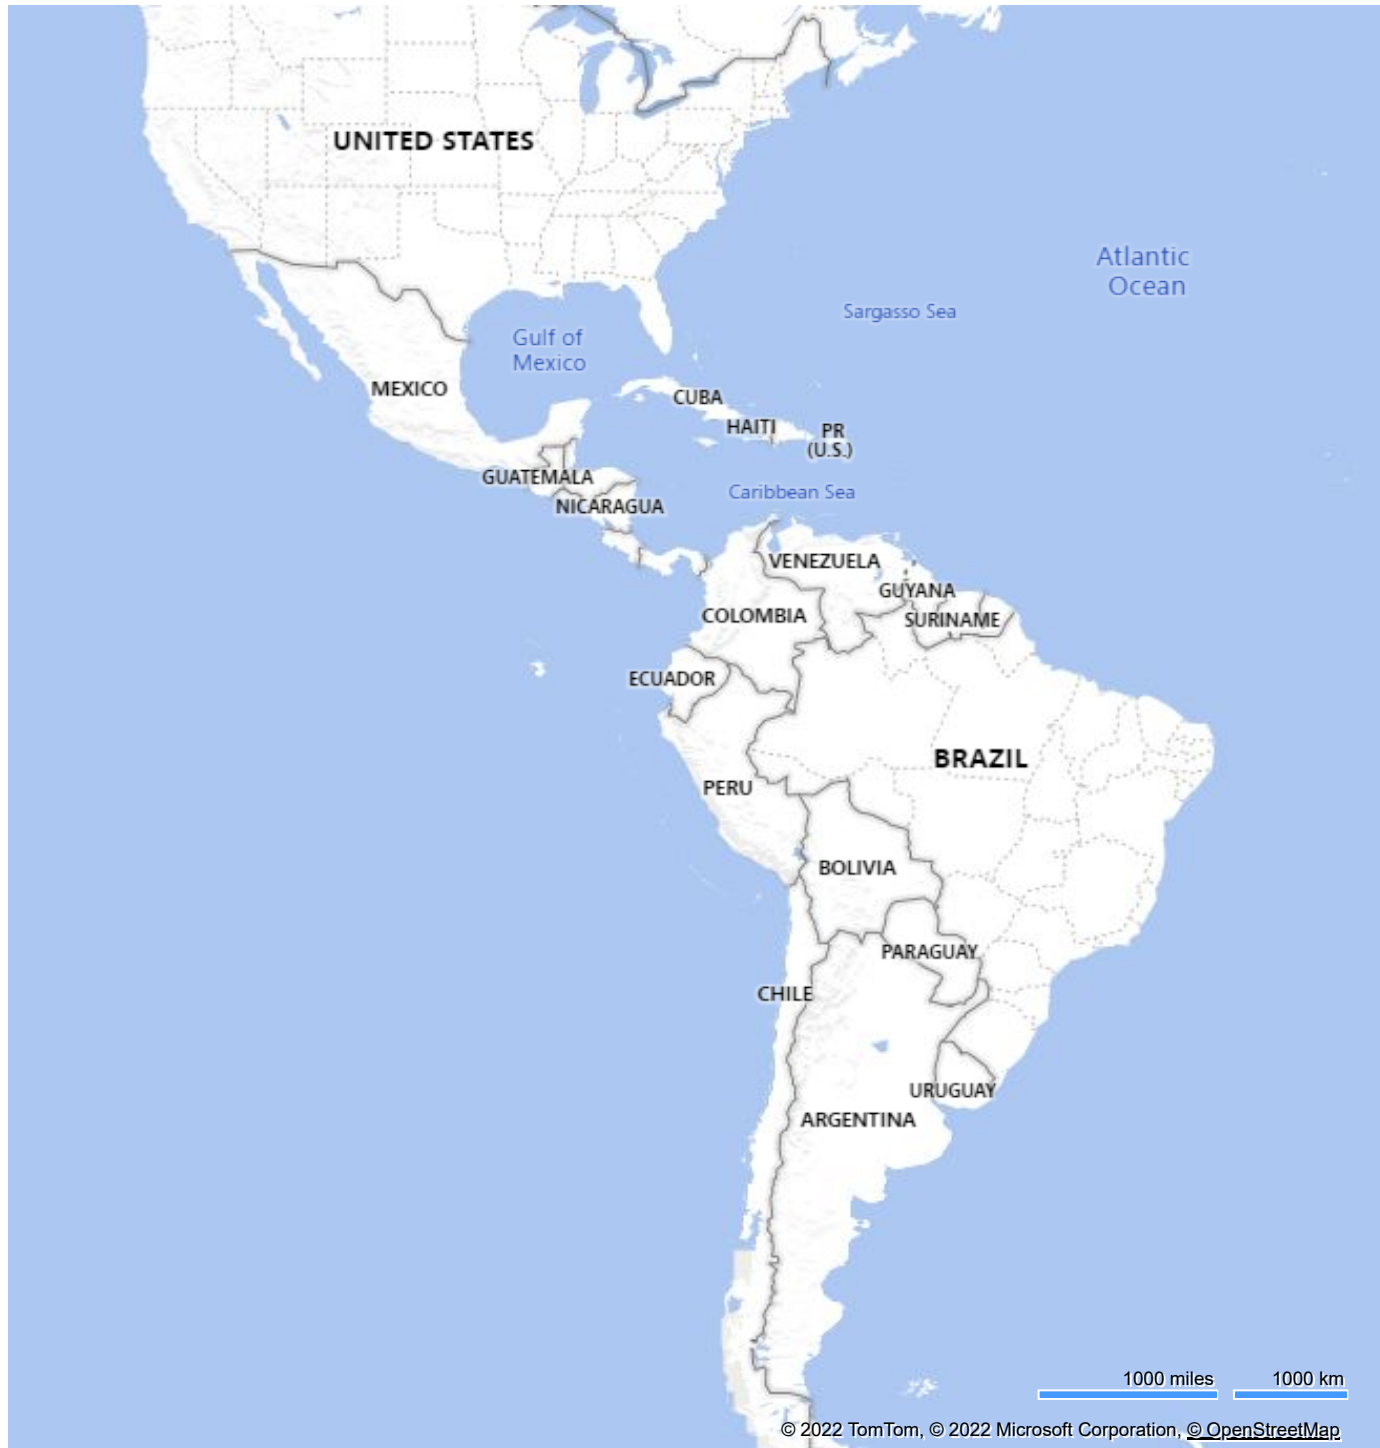 UNITED STATES
Atlantic
Ocean
Sargasso Sea
Gulf of
Mexico
MEXICO
CUBA
HAITI
PR
(U.S.)
GUATEMALA
Caribbean Sea
NICARAGUA
VENEZUELA
GUYANA
COLOMBIA
SURINAME
ECUADOR
BRAZIL
PERU
BOLIVIA
PARAGUAY
CHILE
URUGUAY
ARGENTINA
1000 miles
1000 km
© 2022 TomTom, © 2022 Microsoft Corporation, © OpenStreetMap